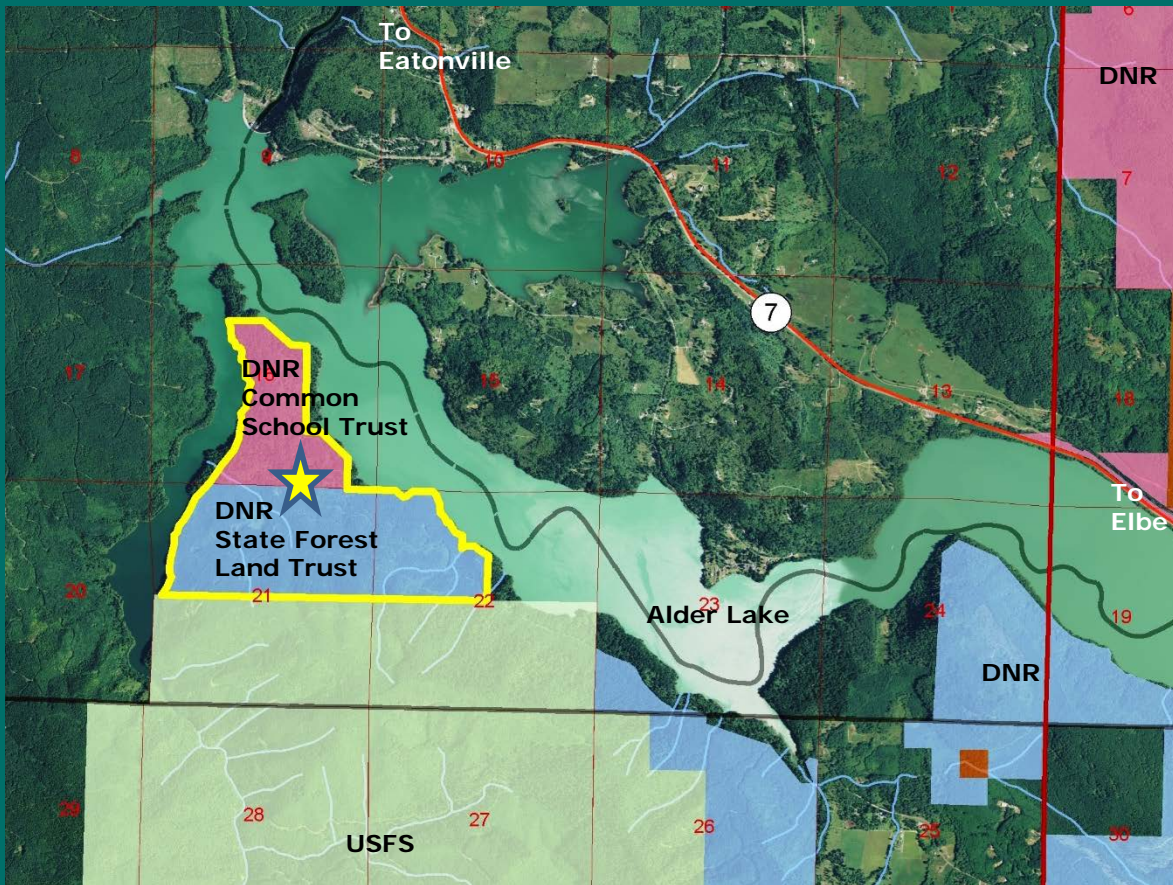 To
Eatonville
6
DNR
8
9
10
11
12
7
7
17
DNR
16
Common
School Trust
15
14
13
18
To
Elbe
DNR
State Forest
Land Trust
20
21
22
23
Alder Lake
24
19
DNR
29
28
27
26
25
30
USFS